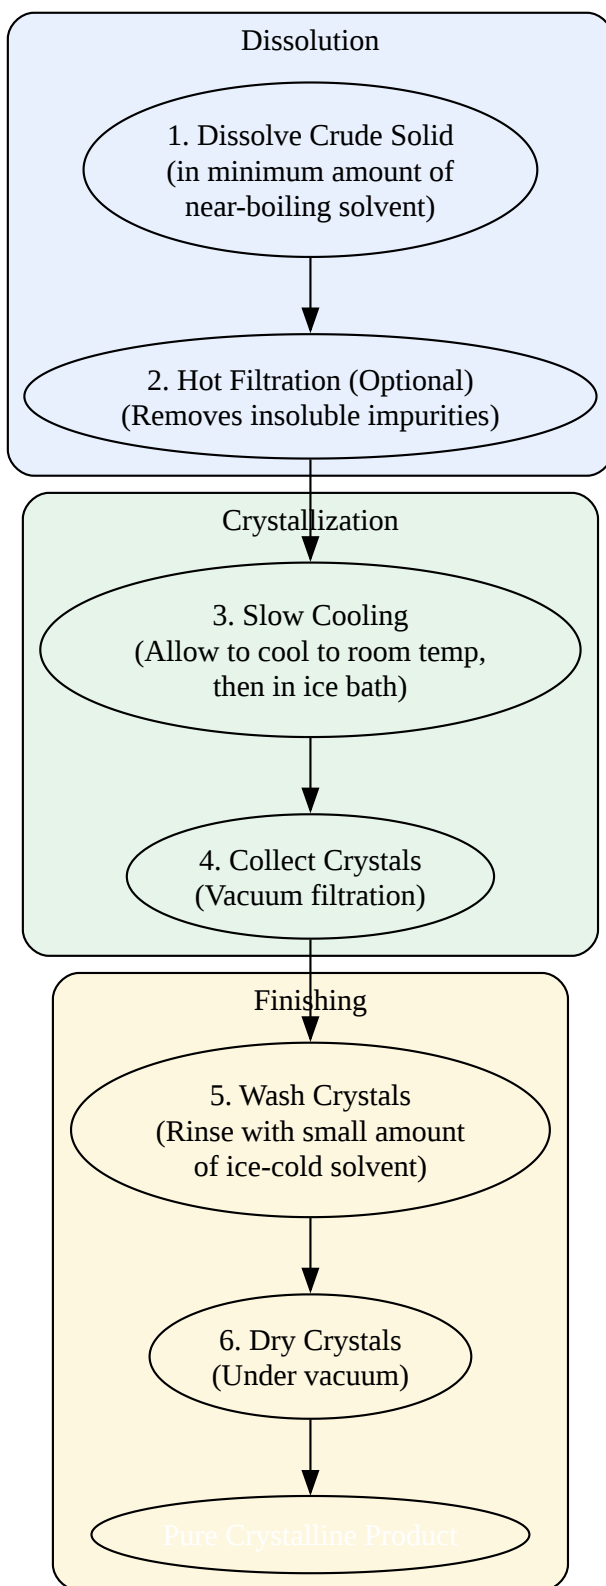 Dissolution
1. Dissolve Crude Solid
(in minimum amount of
near-boiling solvent)
2. Hot Filtration (Optional)
(Removes insoluble impurities)
Crystallization
3. Slow Cooling
(Allow to cool to room temp,
then in ice bath)
4. Collect Crystals
(Vacuum filtration)
Finishing
5. Wash Crystals
(Rinse with small amount
of ice-cold solvent)
6. Dry Crystals
(Under vacuum)
Pure Crystalline Product